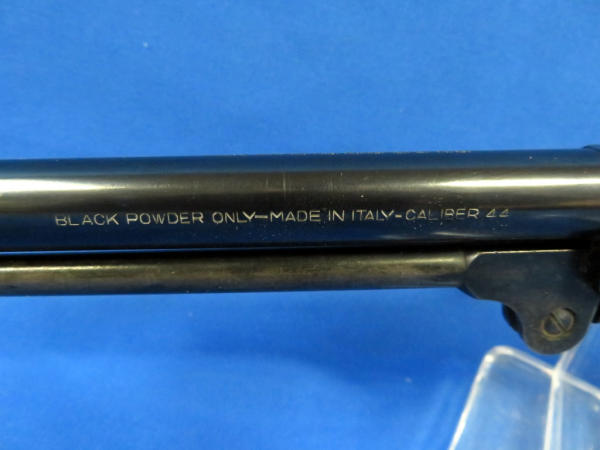 BLACK POWDER ONLY—MADE IN ITALY-CALIBER 44